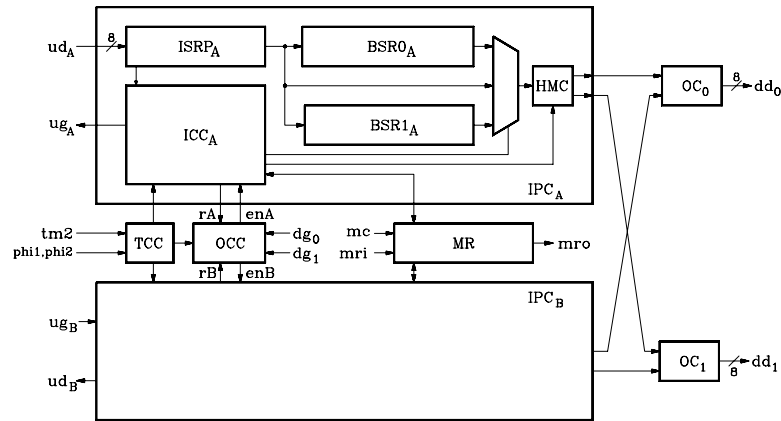 ud_A
8
ISRP_A
BSR0_A
HMC
OC_0
8
dd_0
ug_A
ICC_A
BSR1_A
IPC_A
rA
enA
tm2
phi1,phi2
TCC
OCC
dg_0
dg_1
mc
mri
MR
mro
rB
enB
IPC_B
ug_B
ud_B
OC_1
8
dd_1